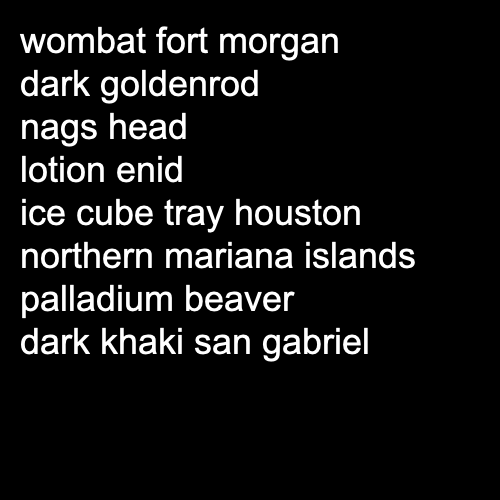 wombat fort morgan
dark goldenrod
nags head
lotion enid
ice cube tray houston
northern mariana islands
palladium beaver
dark khaki san gabriel